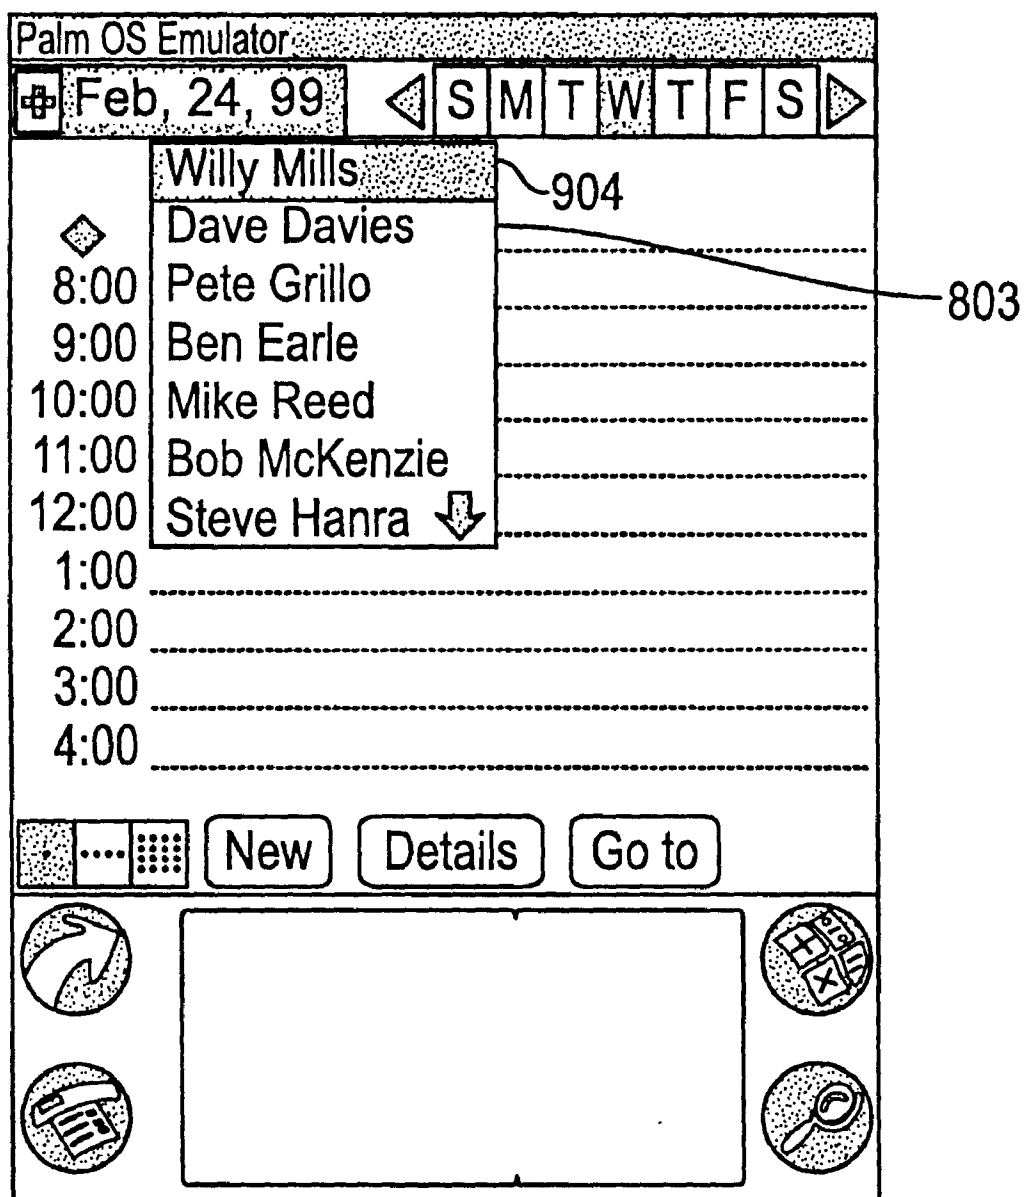 Palm OS Emulator
Feb, 24, 99 S M T W T F S
Willy Mills
904
Dave Davies
8:00 Pete Grillo
803
9:00 Ben Earle
10:00 Mike Reed
11:00 Bob McKenzie
12:00 Steve Hanra
1:00
2:00
3:00
4:00
New Details Go to